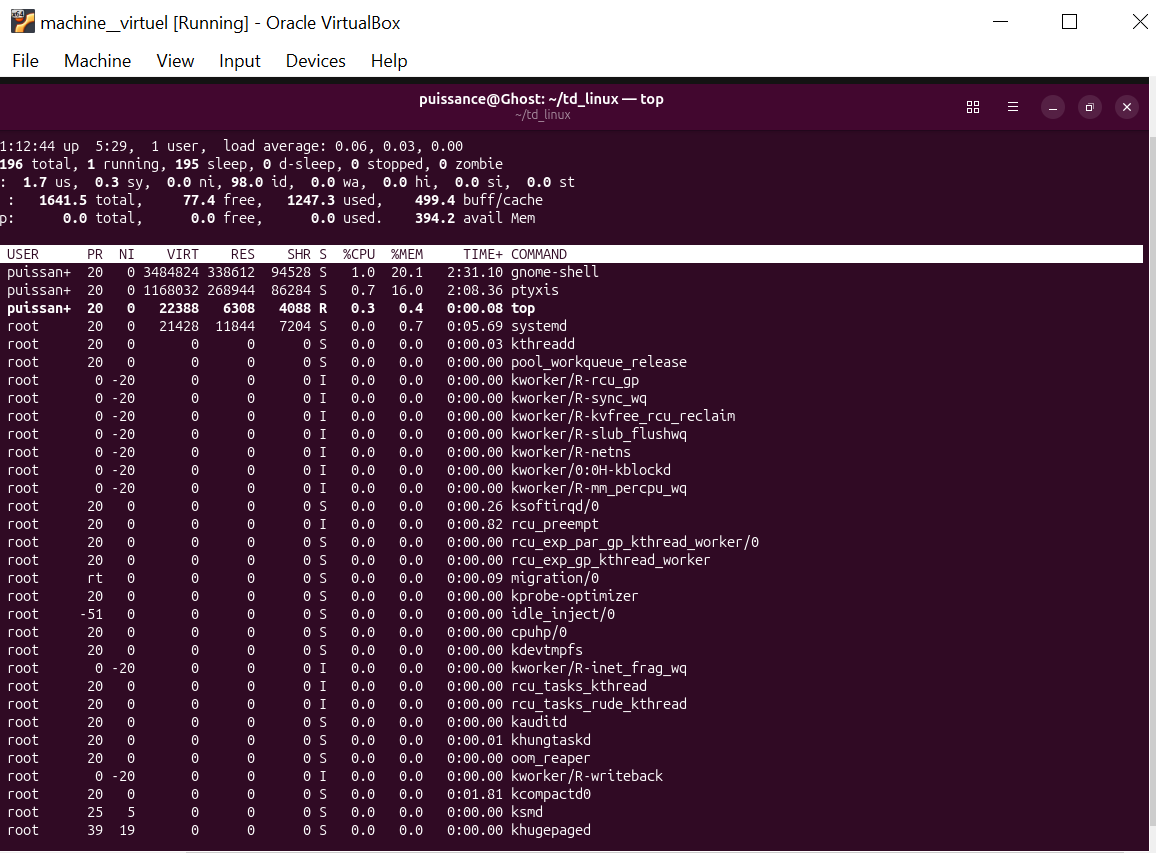 machine__virtuel [Running] - Oracle VirtualBox
File Machine View Input Devices Help
puissance@Ghost: ~/td_linux — top
~/td_linux
1:12:44 up  5:29,  1 user,  load average: 0.06, 0.03, 0.00
196 total, 1 running, 195 sleep, 0 d-sleep, 0 stopped, 0 zombie
:  1.7 us,  0.3 sy,  0.0 ni, 98.0 id,  0.0 wa,  0.0 hi,  0.0 si,  0.0 st
:   1641.5 total,     77.4 free,   1247.3 used,    499.4 buff/cache
p:      0.0 total,      0.0 free,      0.0 used.    394.2 avail Mem
USER      PR  NI    VIRT    RES    SHR S  %CPU  %MEM     TIME+ COMMAND
puissan+  20   0 3484824 338612  94528 S   1.0  20.1   2:31.10 gnome-shell
puissan+  20   0 1168032 268944  86284 S   0.7  16.0   2:08.36 ptyxis
puissan+  20   0   22388   6308   4088 R   0.3   0.4   0:00.08 top
root      20   0   21428  11844   7204 S   0.0   0.7   0:05.69 systemd
root      20   0       0      0      0 S   0.0   0.0   0:00.03 kthreadd
root      20   0       0      0      0 S   0.0   0.0   0:00.00 pool_workqueue_release
root       0 -20       0      0      0 I   0.0   0.0   0:00.00 kworker/R-rcu_gp
root       0 -20       0      0      0 I   0.0   0.0   0:00.00 kworker/R-sync_wq
root       0 -20       0      0      0 I   0.0   0.0   0:00.00 kworker/R-kvfree_rcu_reclaim
root       0 -20       0      0      0 I   0.0   0.0   0:00.00 kworker/R-slub_flushwq
root       0 -20       0      0      0 I   0.0   0.0   0:00.00 kworker/R-netns
root       0 -20       0      0      0 I   0.0   0.0   0:00.00 kworker/0:0H-kblockd
root       0 -20       0      0      0 I   0.0   0.0   0:00.00 kworker/R-mm_percpu_wq
root      20   0       0      0      0 S   0.0   0.0   0:00.26 ksoftirqd/0
root      20   0       0      0      0 I   0.0   0.0   0:00.82 rcu_preempt
root      20   0       0      0      0 S   0.0   0.0   0:00.00 rcu_exp_par_gp_kthread_worker/0
root      20   0       0      0      0 S   0.0   0.0   0:00.00 rcu_exp_gp_kthread_worker
root      rt   0       0      0      0 S   0.0   0.0   0:00.09 migration/0
root      20   0       0      0      0 S   0.0   0.0   0:00.00 kprobe-optimizer
root     -51   0       0      0      0 S   0.0   0.0   0:00.00 idle_inject/0
root      20   0       0      0      0 S   0.0   0.0   0:00.00 cpuhp/0
root      20   0       0      0      0 S   0.0   0.0   0:00.00 kdevtmpfs
root       0 -20       0      0      0 I   0.0   0.0   0:00.00 kworker/R-inet_frag_wq
root      20   0       0      0      0 I   0.0   0.0   0:00.00 rcu_tasks_kthread
root      20   0       0      0      0 I   0.0   0.0   0:00.00 rcu_tasks_rude_kthread
root      20   0       0      0      0 S   0.0   0.0   0:00.00 kauditd
root      20   0       0      0      0 S   0.0   0.0   0:00.01 khungtaskd
root      20   0       0      0      0 S   0.0   0.0   0:00.00 oom_reaper
root       0 -20       0      0      0 I   0.0   0.0   0:00.00 kworker/R-writeback
root      20   0       0      0      0 S   0.0   0.0   0:01.81 kcompactd0
root      25   5       0      0      0 S   0.0   0.0   0:00.00 ksmd
root      39  19       0      0      0 S   0.0   0.0   0:00.00 khugepaged